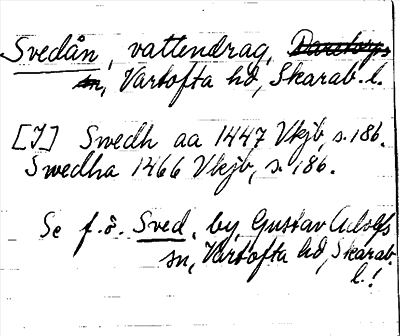 Svedån, vattendrag, Daretorps
sn, Vartofta hd, Skarab. l.
[I] Swedh aa 1447 Vkjb, s. 186.
Swedha 1466 Vkjb, s. 186.
Se f. ö. Sved, by, Gustav Adolfs
sn, Vartofta hd, Skarab.
l.!